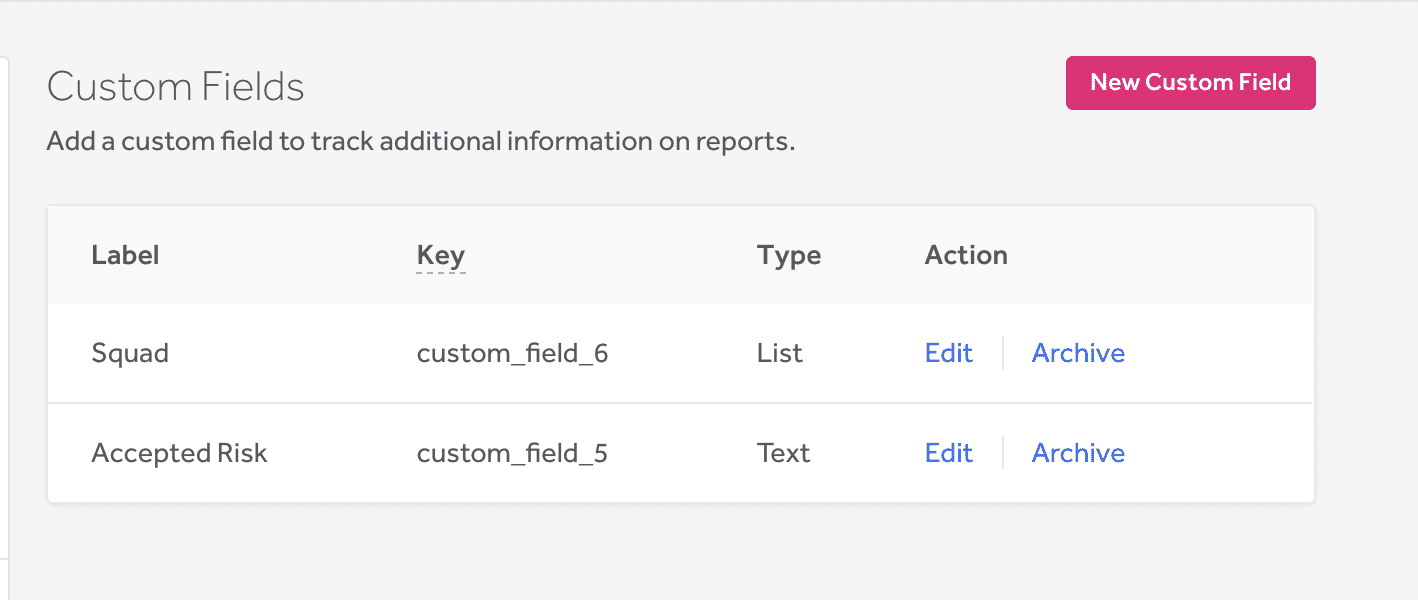 Custom Fields
New Custom Field
Add a custom field to track additional information on reports.
Label Key Type Action
Squad custom_field_6 List Edit Archive
Accepted Risk custom_field_5 Text Edit Archive